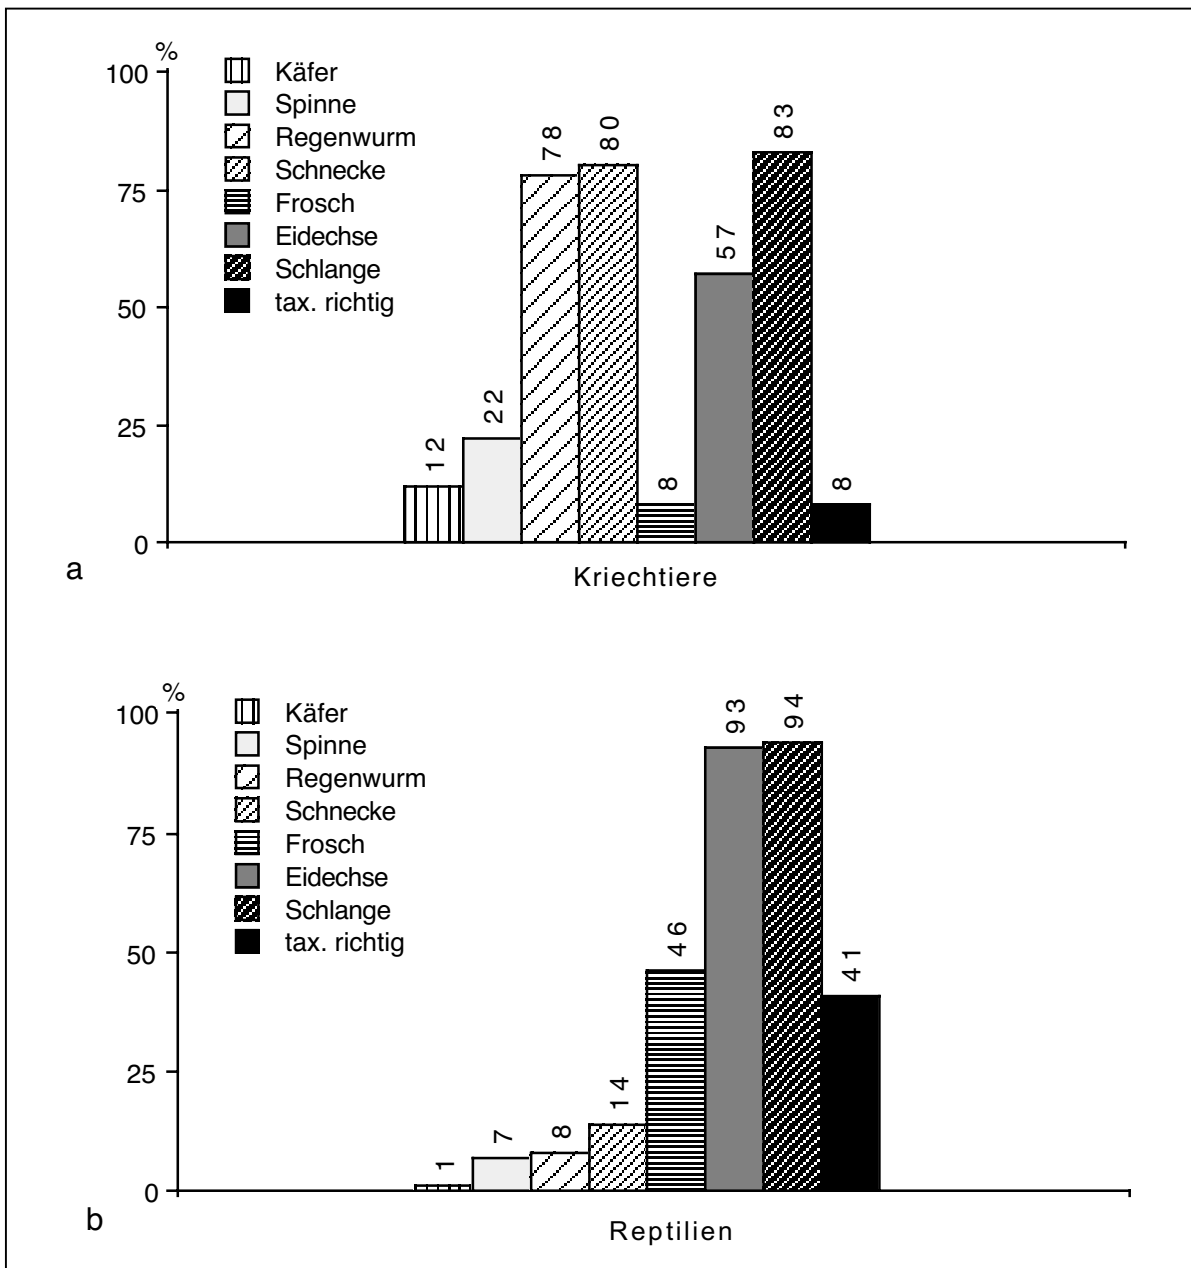 %
100
75
50
25
0
Käfer
Spinne
Regenwurm
Schnecke
Frosch
Eidechse
Schlange
tax. richtig
12
22
78
80
8
57
83
8
a
Kriechtiere
%
100
75
50
25
0
Käfer
Spinne
Regenwurm
Schnecke
Frosch
Eidechse
Schlange
tax. richtig
1
7
8
14
46
93
94
41
b
Reptilien